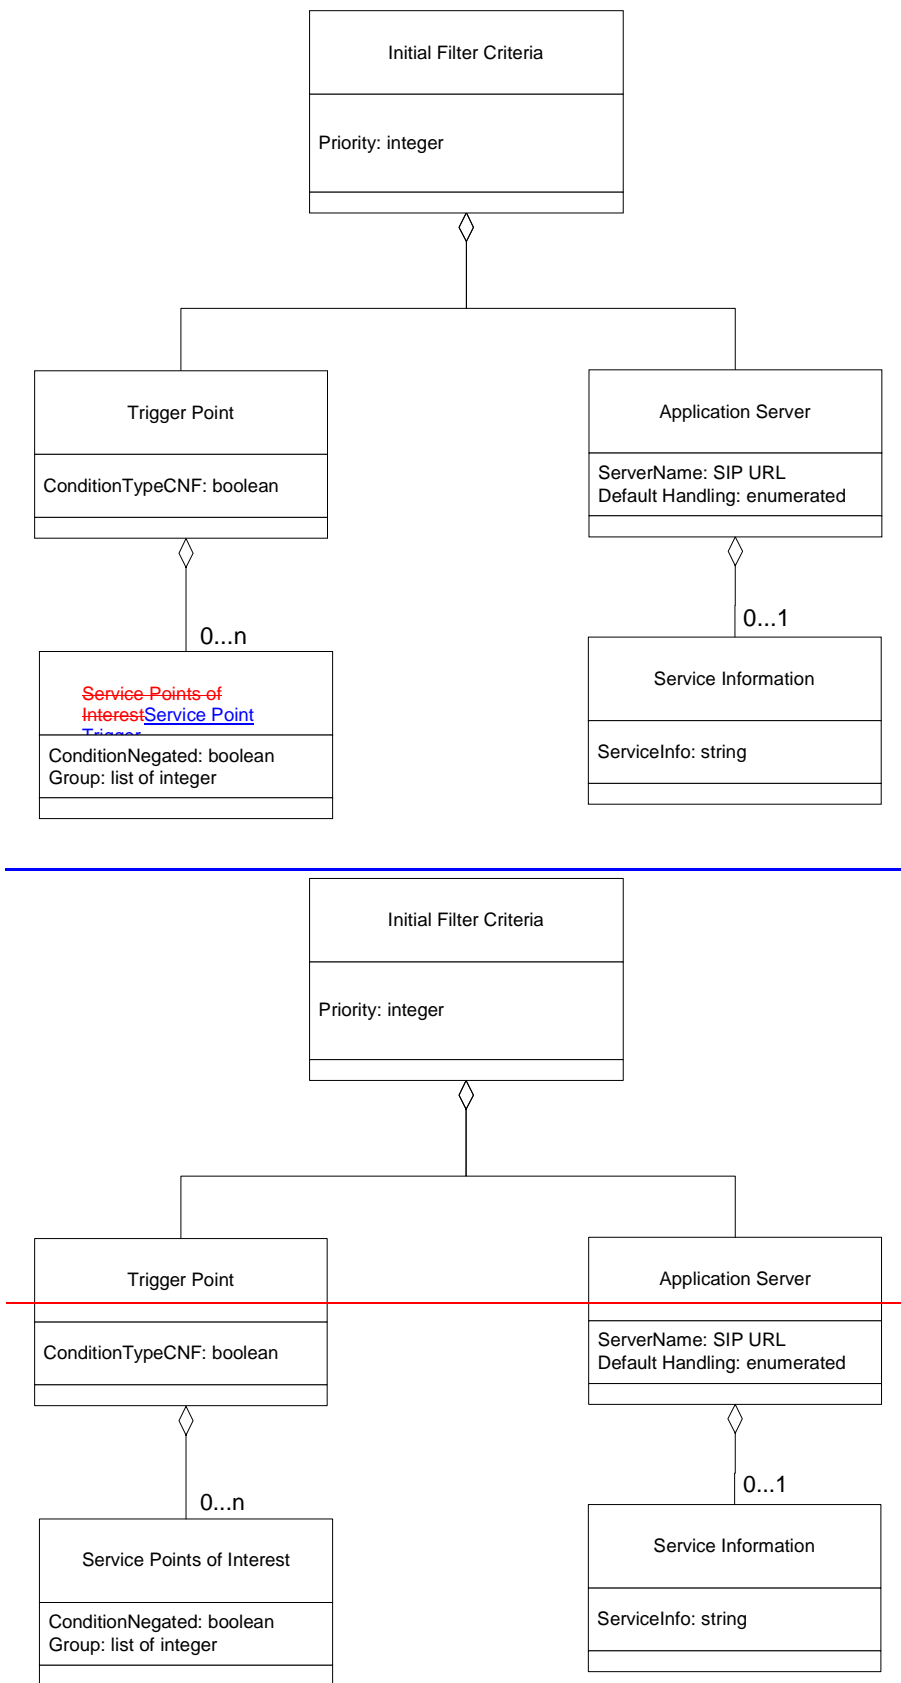 Initial Filter Criteria
Priority: integer
Trigger Point
ConditionTypeCNF: boolean
Application Server
ServerName: SIP URL
Default Handling: enumerated
0...n
0...1
Service Points of
InterestService Point
Trigger
ConditionNegated: boolean
Group: list of integer
Service Information
ServiceInfo: string
Initial Filter Criteria
Priority: integer
Trigger Point
ConditionTypeCNF: boolean
Application Server
ServerName: SIP URL
Default Handling: enumerated
0...n
0...1
Service Points of Interest
ConditionNegated: boolean
Group: list of integer
Service Information
ServiceInfo: string